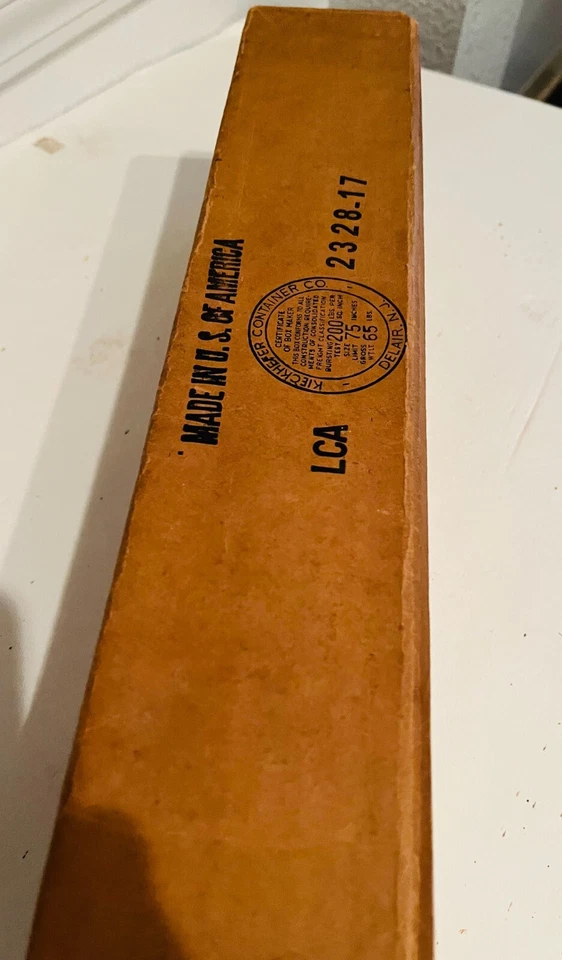 MADE IN U. S. OF AMERICA
KIECKHEFER CONTAINER CO.
CERTIFICATE
OF BOX MAKER
THIS BOX CONFORMS TO ALL
CONSTRUCTION REQUIRE-
MENTS OF CONSOLIDATED
FREIGHT CLASSIFICATION
BURSTING TEST 200 LBS. PER SQ INCH
SIZE LIMIT 75 INCHES
GROSS WT LT. 65 LBS.
DELAIR, N. J.
LCA
2328-17